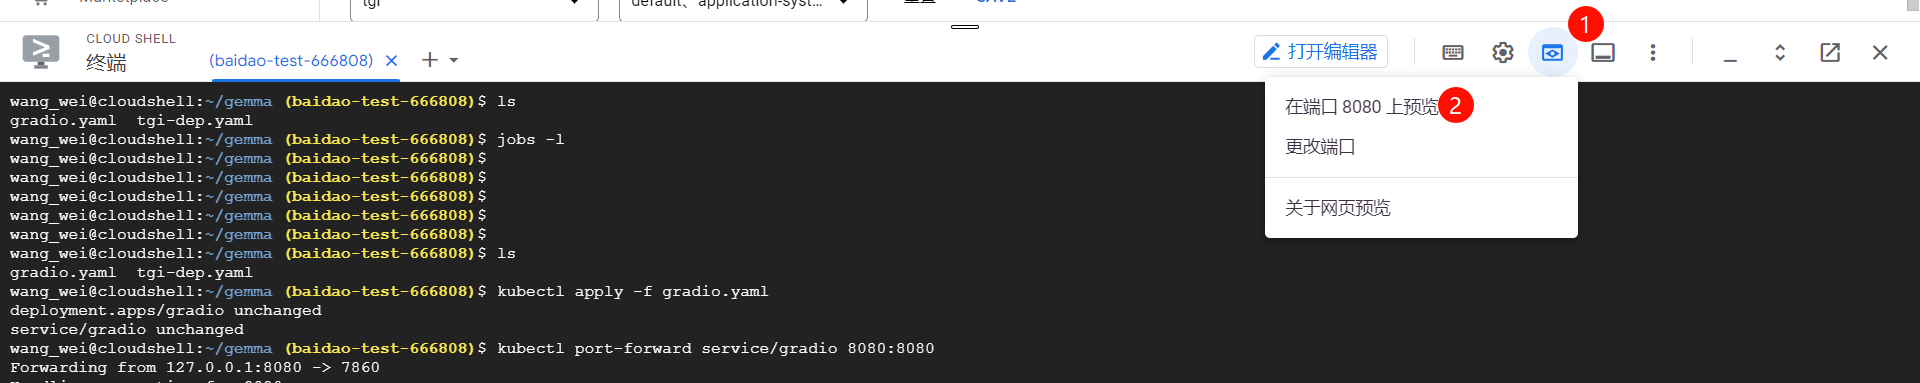 Marketplace
tgi
default、application-syst...
SAVE
CLOUD SHELL
终端
(baidao-test-666808)
打开编辑器
1
在端口 8080 上预览
2
更改端口
关于网页预览
wang_wei@cloudshell:~/gemma (baidao-test-666808)$ ls
gradio.yaml  tgi-dep.yaml
wang_wei@cloudshell:~/gemma (baidao-test-666808)$ jobs -l
wang_wei@cloudshell:~/gemma (baidao-test-666808)$
wang_wei@cloudshell:~/gemma (baidao-test-666808)$
wang_wei@cloudshell:~/gemma (baidao-test-666808)$
wang_wei@cloudshell:~/gemma (baidao-test-666808)$
wang_wei@cloudshell:~/gemma (baidao-test-666808)$
wang_wei@cloudshell:~/gemma (baidao-test-666808)$ ls
gradio.yaml  tgi-dep.yaml
wang_wei@cloudshell:~/gemma (baidao-test-666808)$ kubectl apply -f gradio.yaml
deployment.apps/gradio unchanged
service/gradio unchanged
wang_wei@cloudshell:~/gemma (baidao-test-666808)$ kubectl port-forward service/gradio 8080:8080
Forwarding from 127.0.0.1:8080 -> 7860